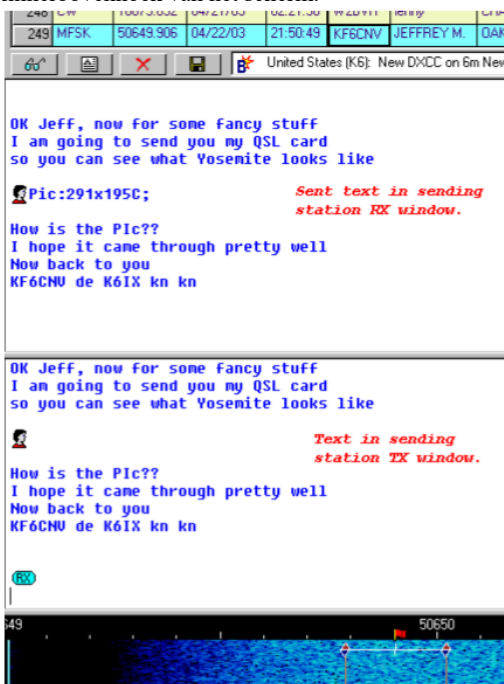 249 MFSK 50649.906 04/22/03 21:50:49 KF6CNV JEFFREY M. OAK
United States (K6): New DXCC on 6m New
OK Jeff, now for some fancy stuff
I am going to send you my QSL card
so you can see what Yosemite looks like
Pic:291x195C;
Sent text in sending
station RX window.
How is the PIc??
I hope it came through pretty well
Now back to you
KF6CNV de K6IX kn kn
OK Jeff, now for some fancy stuff
I am going to send you my QSL card
so you can see what Yosemite looks like
Text in sending
station TX window.
How is the PIc??
I hope it came through pretty well
Now back to you
KF6CNV de K6IX kn kn
RX
649 50650